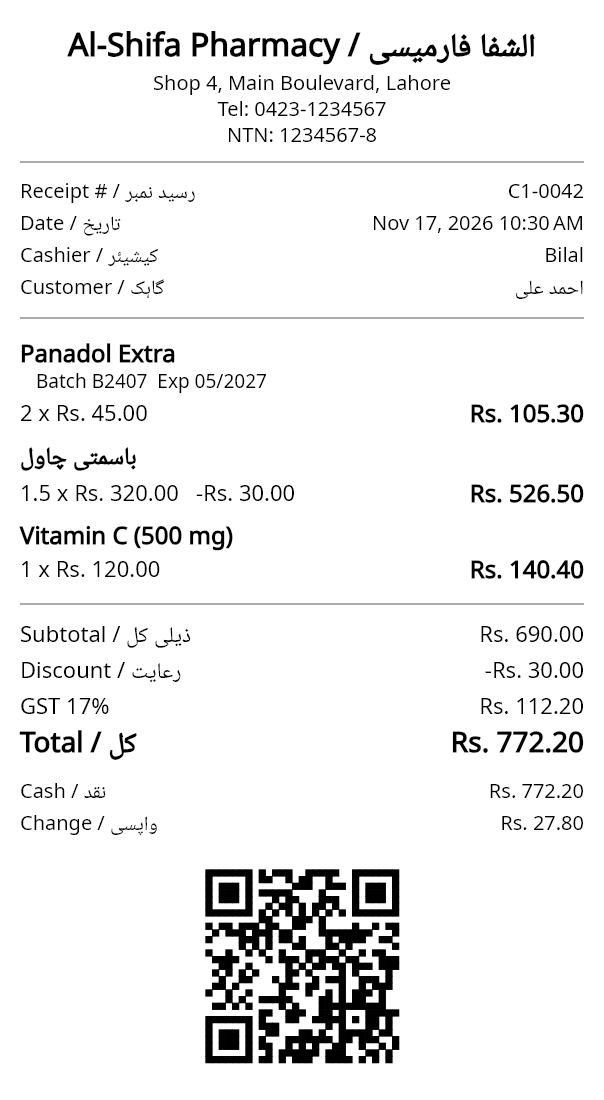 Al-Shifa Pharmacy / الشفا فارمیسی
Shop 4, Main Boulevard, Lahore
Tel: 0423-1234567
NTN: 1234567-8
Receipt # / رسید نمبر C1-0042
Date / تاریخ Nov 17, 2026 10:30 AM
Cashier / کیشیئر Bilal
Customer / گاہک احمد علی
Panadol Extra
Batch B2407 Exp 05/2027
2 x Rs. 45.00 Rs. 105.30
باسمتی چاول
1.5 x Rs. 320.00 -Rs. 30.00 Rs. 526.50
Vitamin C (500 mg)
1 x Rs. 120.00 Rs. 140.40
Subtotal / ذیلی کل Rs. 690.00
Discount / رعایت -Rs. 30.00
GST 17% Rs. 112.20
Total / کل Rs. 772.20
Cash / نقد Rs. 772.20
Change / واپسی Rs. 27.80